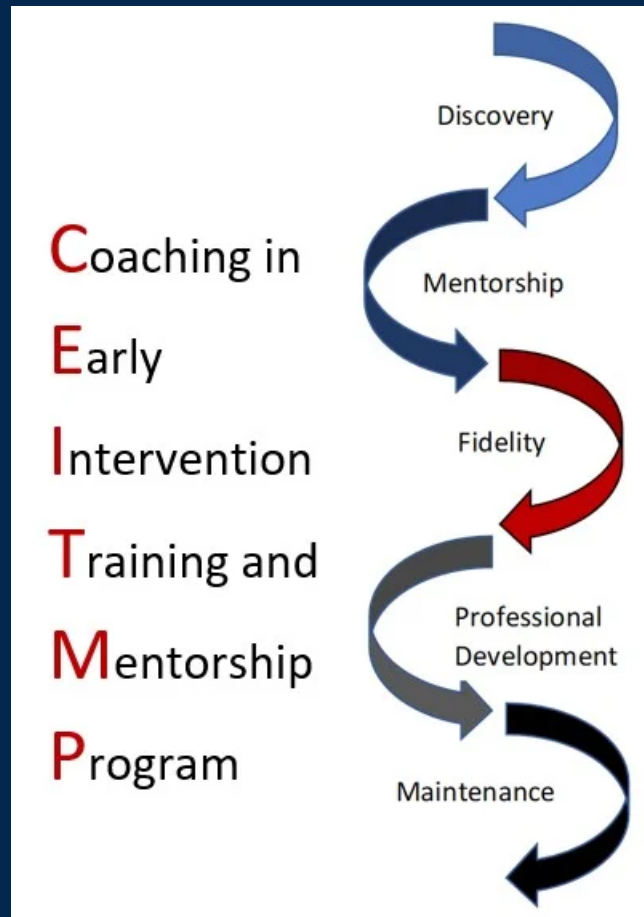 Coaching in
Early
Intervention
Training and
Mentorship
Program
Discovery
Mentorship
Fidelity
Professional
Development
Maintenance